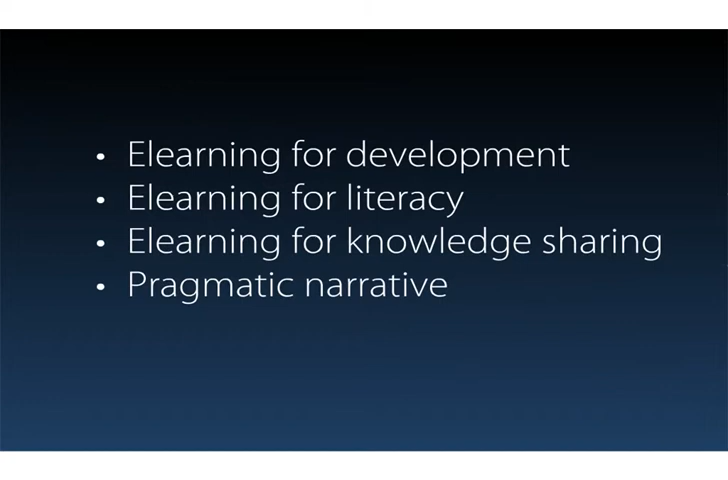 • Elearning for development
• Elearning for literacy
• Elearning for knowledge sharing
• Pragmatic narrative